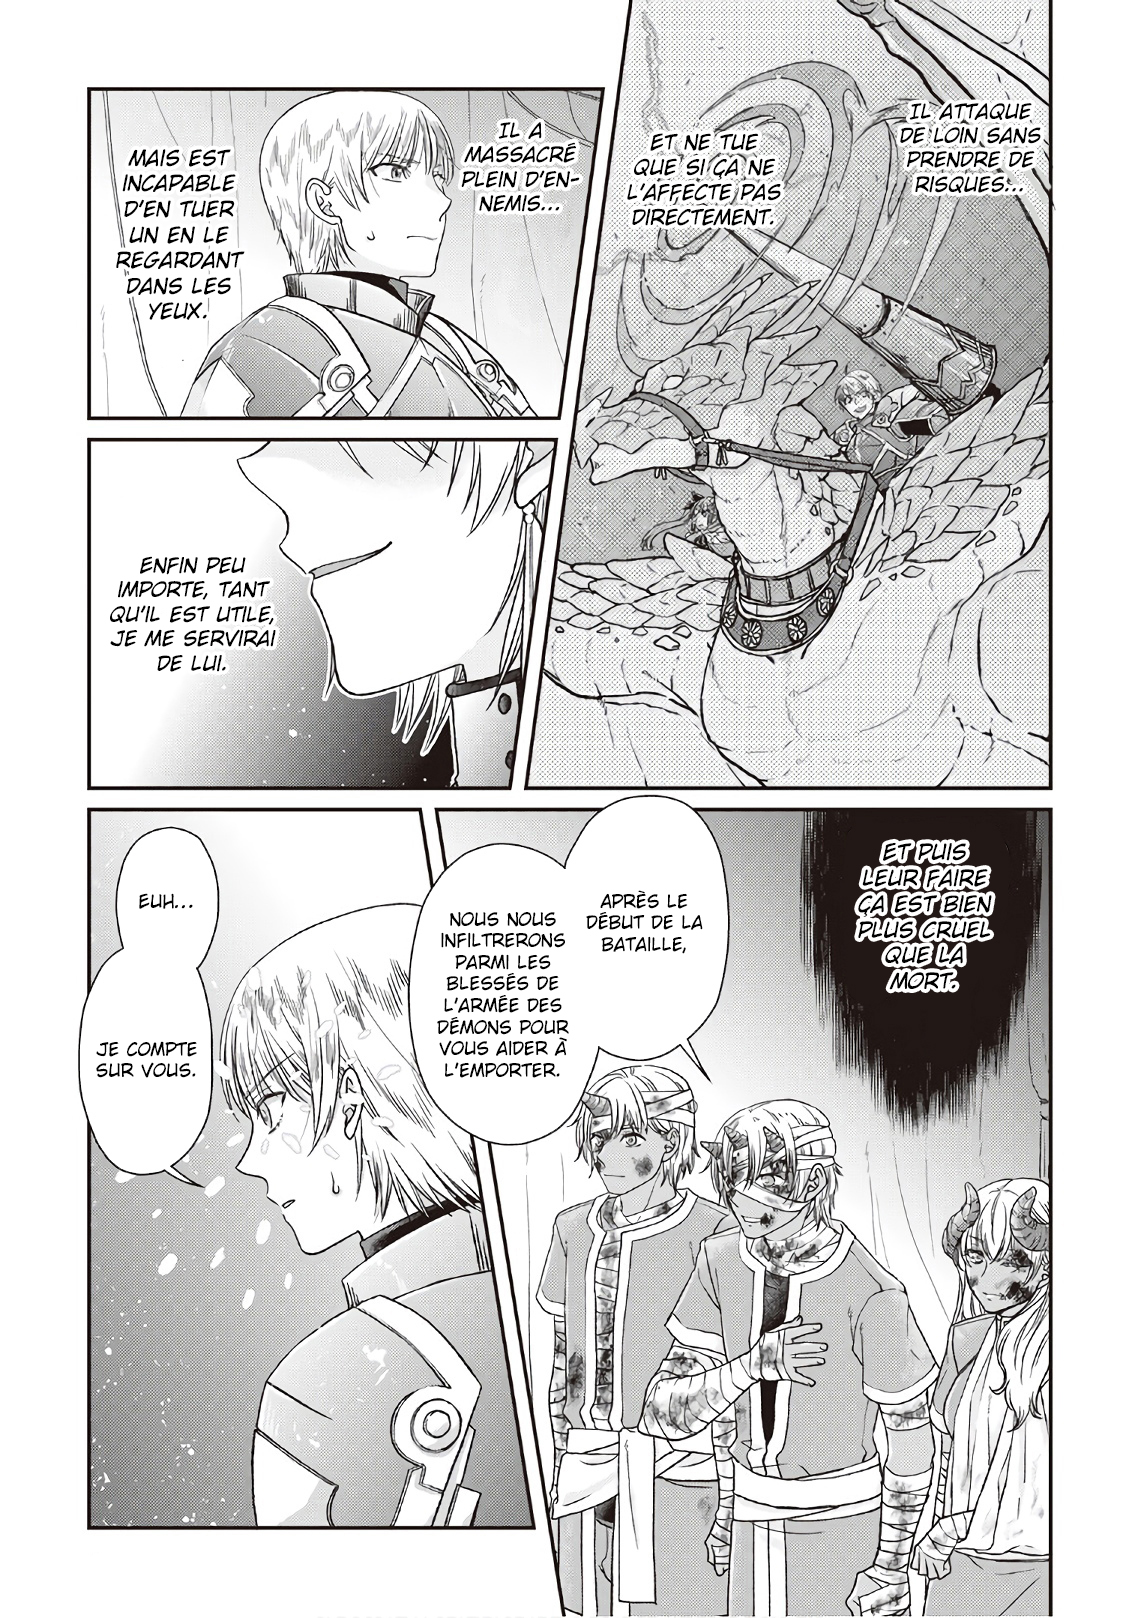 IL ATTAQUE
DE LOIN SANS
PRENDRE DE
RISQUES...
ET NE TUE
QUE SI ÇA NE
L'AFFECTE PAS
DIRECTEMENT.
IL A
MASSACRÉ
PLEIN D'EN-
NEMIS...
MAIS EST
INCAPABLE
D'EN TUER
UN EN LE
REGARDANT
DANS LES
YEUX.
ENFIN PEU
IMPORTE, TANT
QU'IL EST UTILE,
JE ME SERVIRAI
DE LUI.
ET PUIS
LEUR FAIRE
ÇA EST BIEN
PLUS CRUEL
QUE LA
MORT.
APRÈS LE
DÉBUT DE LA
BATAILLE,
NOUS NOUS
INFILTRERONS
PARMI LES
BLESSÉS DE
L'ARMÉE DES
DÉMONS POUR
VOUS AIDER À
L'EMPORTER.
EUH...
JE COMPTE
SUR VOUS.